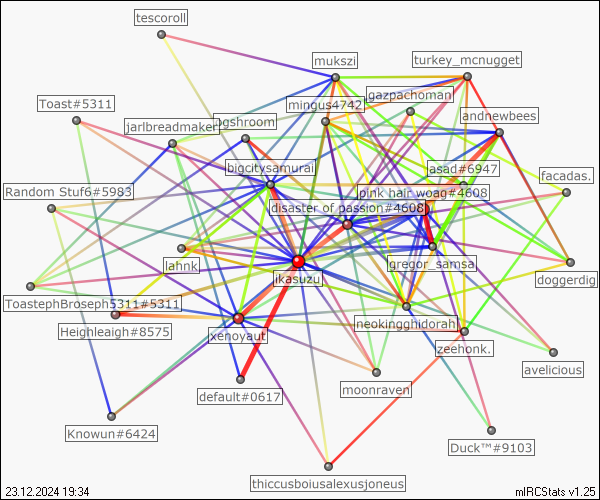 tescoroll
mukszi
turkey_mcnugget
gazpachoman
Toast#5311
mingus4742
andnewbees
jarlbreadmaker
ogshroom
bigcitysamurai
asad#6947
facadas.
Random Stuf6#5983
pink hair woag#4608
disaster of passion#4608
lahnk
gregor_samsa
doggerdig
ikasuzu
ToastephBroseph5311#5311
Heighleaigh#8575
neokingghidorah
xenoyaut
zeehonk.
avelicious
moonraven
default#0617
Knowun#6424
Duck™#9103
thiccusboiusalexusjoneus
23.12.2024 19:34
mIRCStats v1.25